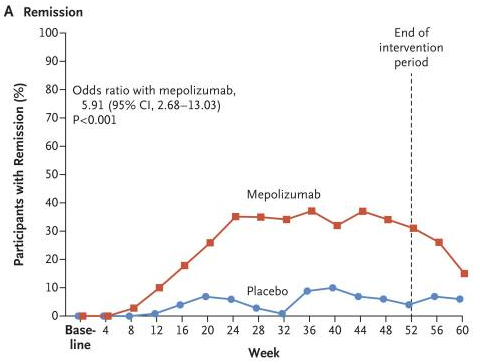 A Remission
100
90
80
70
60
50
40
30
20
10
0
Participants with Remission (%)
Odds ratio with mepolizumab,
5.91 (95% CI, 2.68–13.03)
P<0.001
End of
intervention
period
Mepolizumab
Placebo
Base-
line
4 8 12 16 20 24 28 32 36 40 44 48 52 56 60
Week